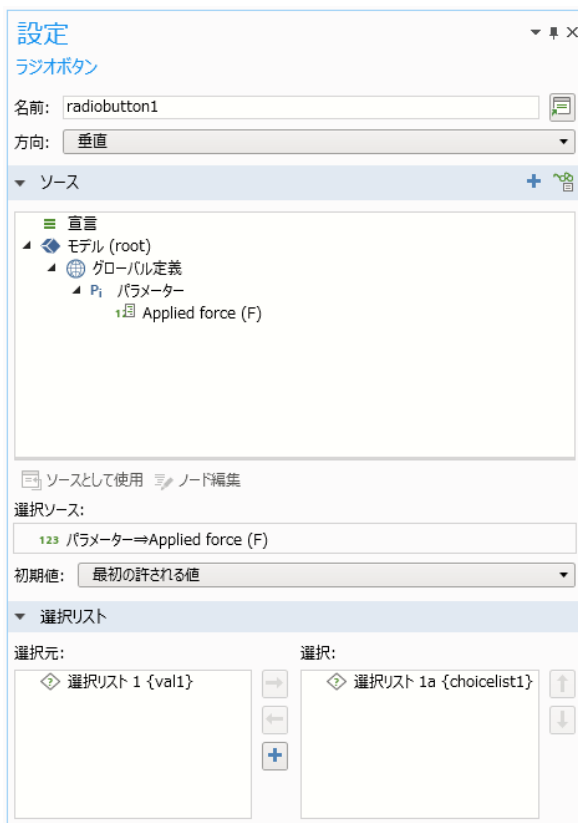 設定
ラジオボタン
名前: radiobutton1
方向: 垂直
ソース
宣言
モデル (root)
グローバル定義
Pi パラメーター
Applied force (F)
ソースとして使用 ノード編集
選択ソース:
123 パラメーター⇒Applied force (F)
初期値: 最初の許される値
選択リスト
選択元: 選択:
選択リスト 1 {val1} 選択リスト 1a {choicelist1}